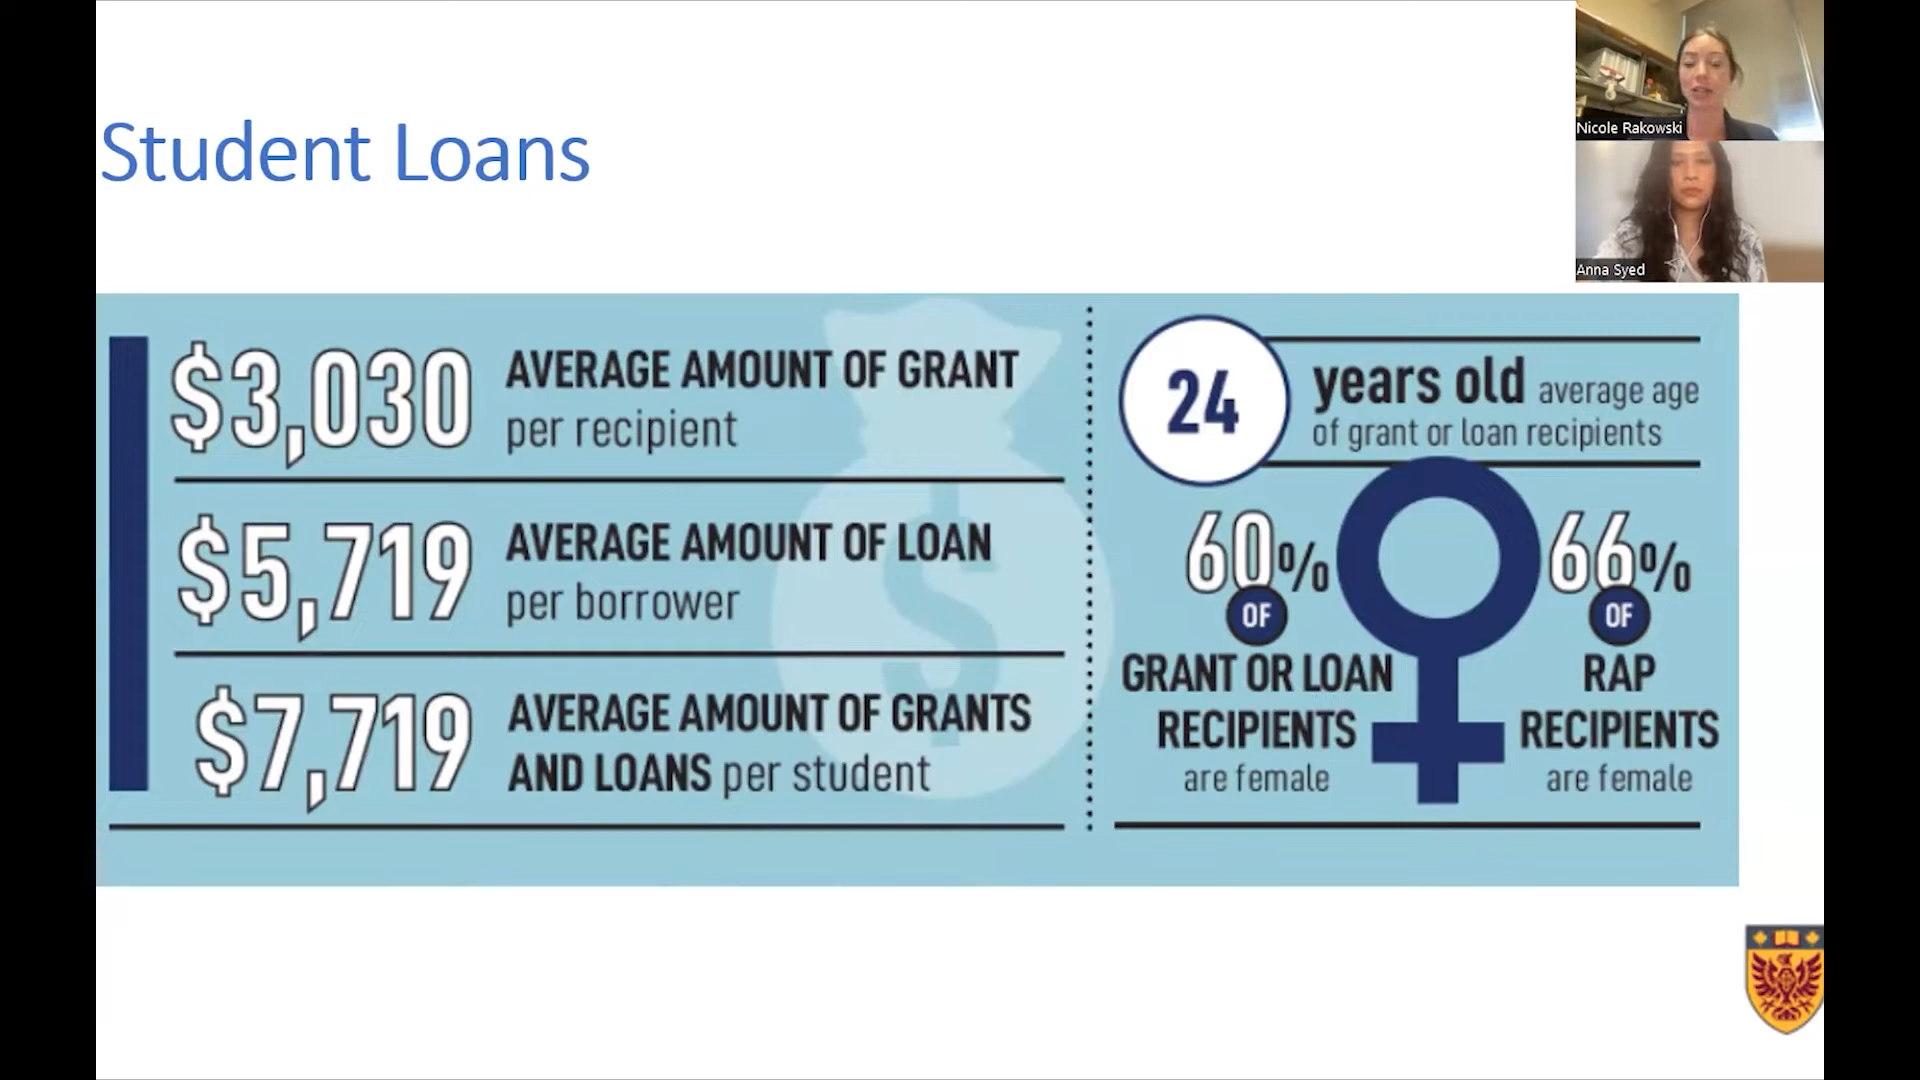 Student Loans
Nicole Rakowski
Anna Syed
$3,030
AVERAGE AMOUNT OF GRANT
per recipient
$5,719
AVERAGE AMOUNT OF LOAN
per borrower
$7,719
AVERAGE AMOUNT OF GRANTS
AND LOANS per student
24
years old average age
of grant or loan recipients
60%
OF
GRANT OR LOAN
RECIPIENTS
are female
66%
OF
RAP
RECIPIENTS
are female